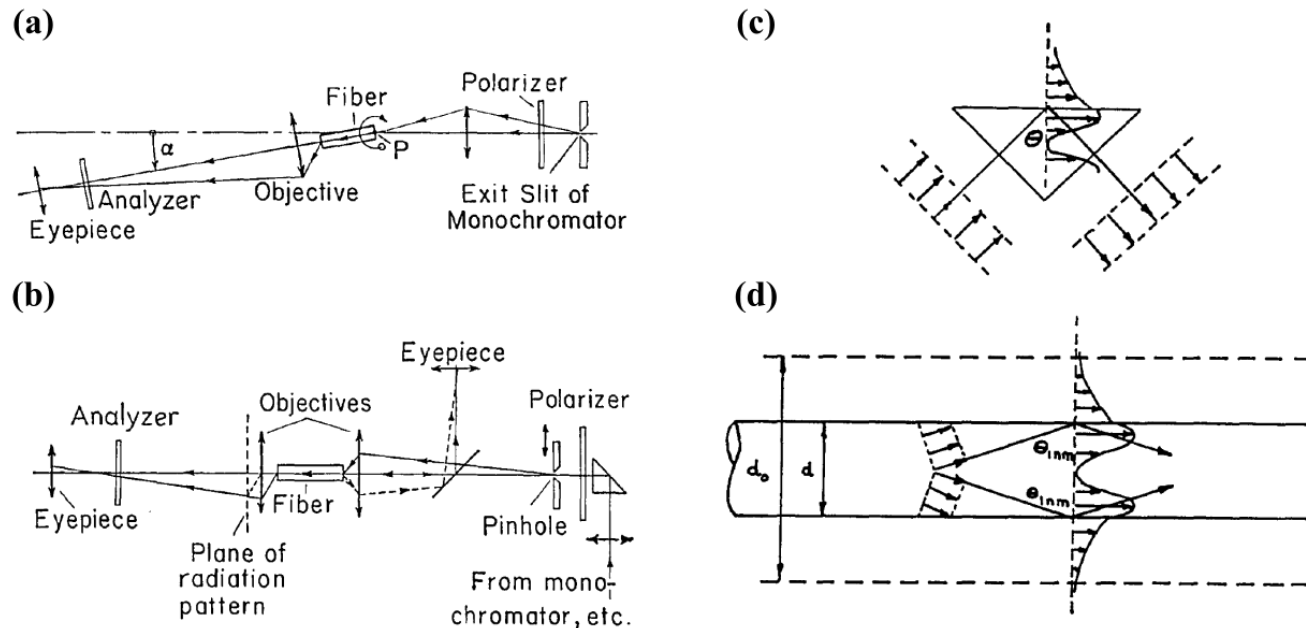 (a)
Polarizer
Fiber
P
α
Analyzer
Objective
Eyepiece
Exit Slit of
Monochromator
(b)
Eyepiece
Polarizer
Analyzer
Objectives
Fiber
Eyepiece
Pinhole
Plane of
radiation
pattern
From mono-
chromator, etc.
(c)
Θ
(d)
d₀
d
Θ₁nm
Θ₁nm